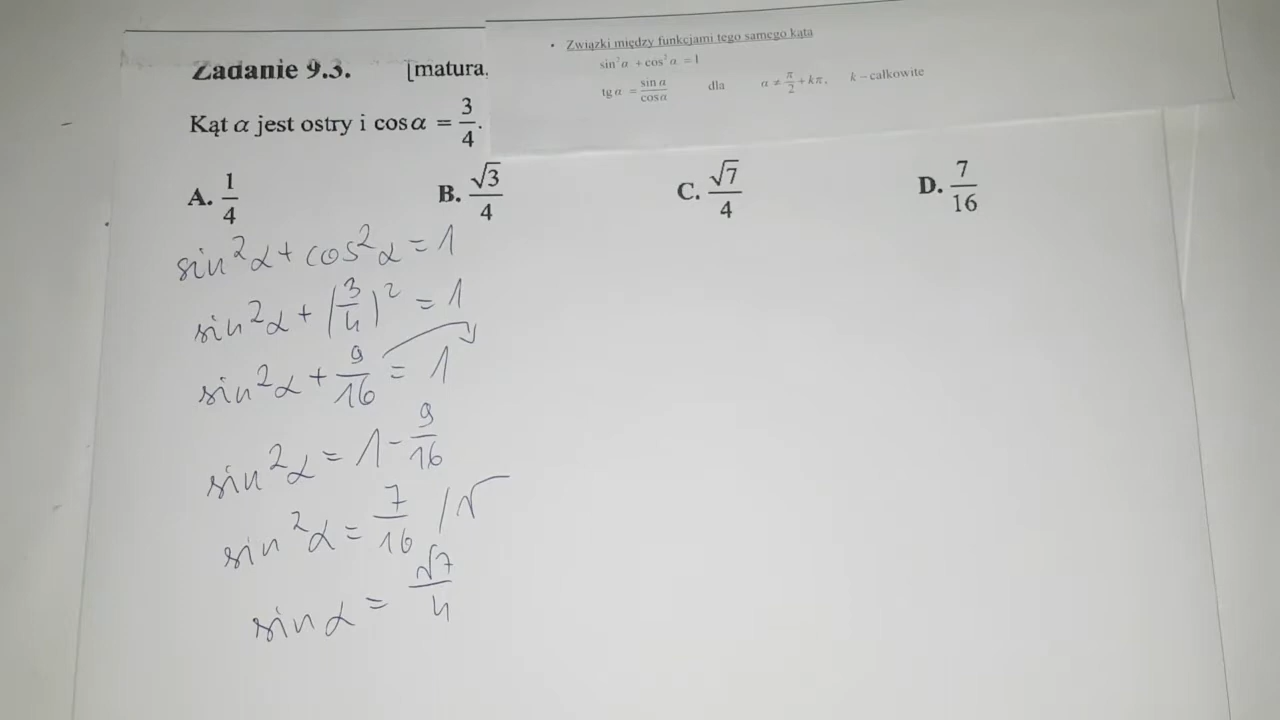 Zadanie 9.3. [matura,
Kąt α jest ostry i cosα = 3/4.
• Związki między funkcjami tego samego kąta
sin²α + cos²α = 1
tgα = sinα/cosα dla α ≠ π/2 + kπ, k – całkowite
A. 1/4 B. √3/4 C. √7/4 D. 7/16
sin²α + cos²α = 1
sin²α + (3/4)² = 1
sin²α + 9/16 = 1
sin²α = 1 - 9/16
sin²α = 7/16 /√
sinα = √7/4